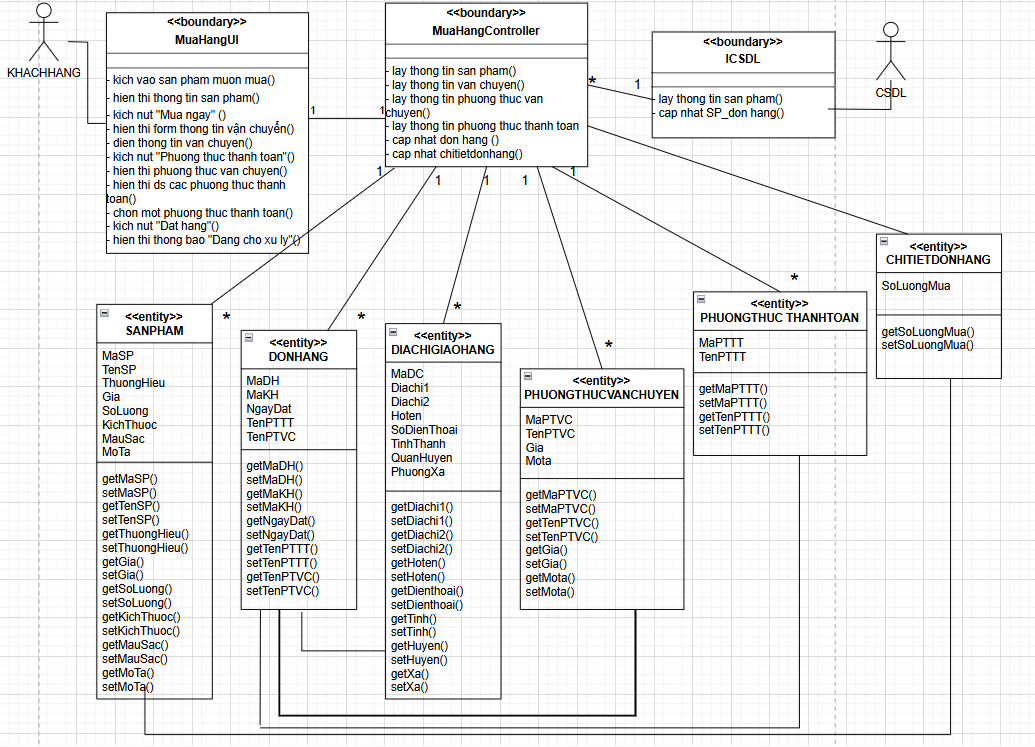 KHACHHANG
<<boundary>>
MuaHangUI
- kich vao san pham muon mua()
- hien thi thong tin san pham()
- kich nut "Mua ngay" ()
- hien thi form thong tin vận chuyển()
- dien thong tin van chuyen()
- kich nut "Phuong thuc thanh toan"()
- hien thi phuong thuc van chuyen()
- hien thi ds cac phuong thuc thanh
toan()
- chon mot phuong thuc thanh toan()
- kich nut "Dat hang"()
- hien thi thong bao "Dang cho xu ly"()
1
1
<<boundary>>
MuaHangController
- lay thong tin san pham()
- lay thong tin van chuyen()
- lay thong tin phuong thuc van
chuyen()
- lay thong tin phuong thuc thanh toan
- cap nhat don hang ()
- cap nhat chitietdonhang()
*
1
<<boundary>>
ICSDL
- lay thong tin san pham()
- cap nhat SP_don hang()
CSDL
1
1
1
1
1
*
*
*
*
*
<<entity>>
SANPHAM
MaSP
TenSP
ThuongHieu
Gia
SoLuong
KichThuoc
MauSac
MoTa
getMaSP()
setMaSP()
getTenSP()
setTenSP()
getThuongHieu()
setThuongHieu()
getGia()
setGia()
getSoLuong()
setSoLuong()
getKichThuoc()
setKichThuoc()
getMauSac()
setMauSac()
getMoTa()
setMoTa()
<<entity>>
DONHANG
MaDH
MaKH
NgayDat
TenPTTT
TenPTVC
getMaDH()
setMaDH()
getMaKH()
setMaKH()
getNgayDat()
setNgayDat()
getTenPTTT()
setTenPTTT()
getTenPTVC()
setTenPTVC()
<<entity>>
DIACHIGIAOHANG
MaDC
Diachi1
Diachi2
Hoten
SoDienThoai
TinhThanh
QuanHuyen
PhuongXa
getDiachi1()
setDiachi1()
getDiachi2()
setDiachi2()
getHoten()
setHoten()
getDienthoai()
setDienthoai()
getTinh()
setTinh()
getHuyen()
setHuyen()
getXa()
setXa()
<<entity>>
PHUONGTHUCVANCHUYEN
MaPTVC
TenPTVC
Gia
Mota
getMaPTVC()
setMaPTVC()
getTenPTVC()
setTenPTVC()
getGia()
setGia()
getMota()
setMota()
<<entity>>
PHUONGTHUC THANHTOAN
MaPTTT
TenPTTT
getMaPTTT()
setMaPTTT()
getTenPTTT()
setTenPTTT()
<<entity>>
CHITIETDONHANG
SoLuongMua
getSoLuongMua()
setSoLuongMua()